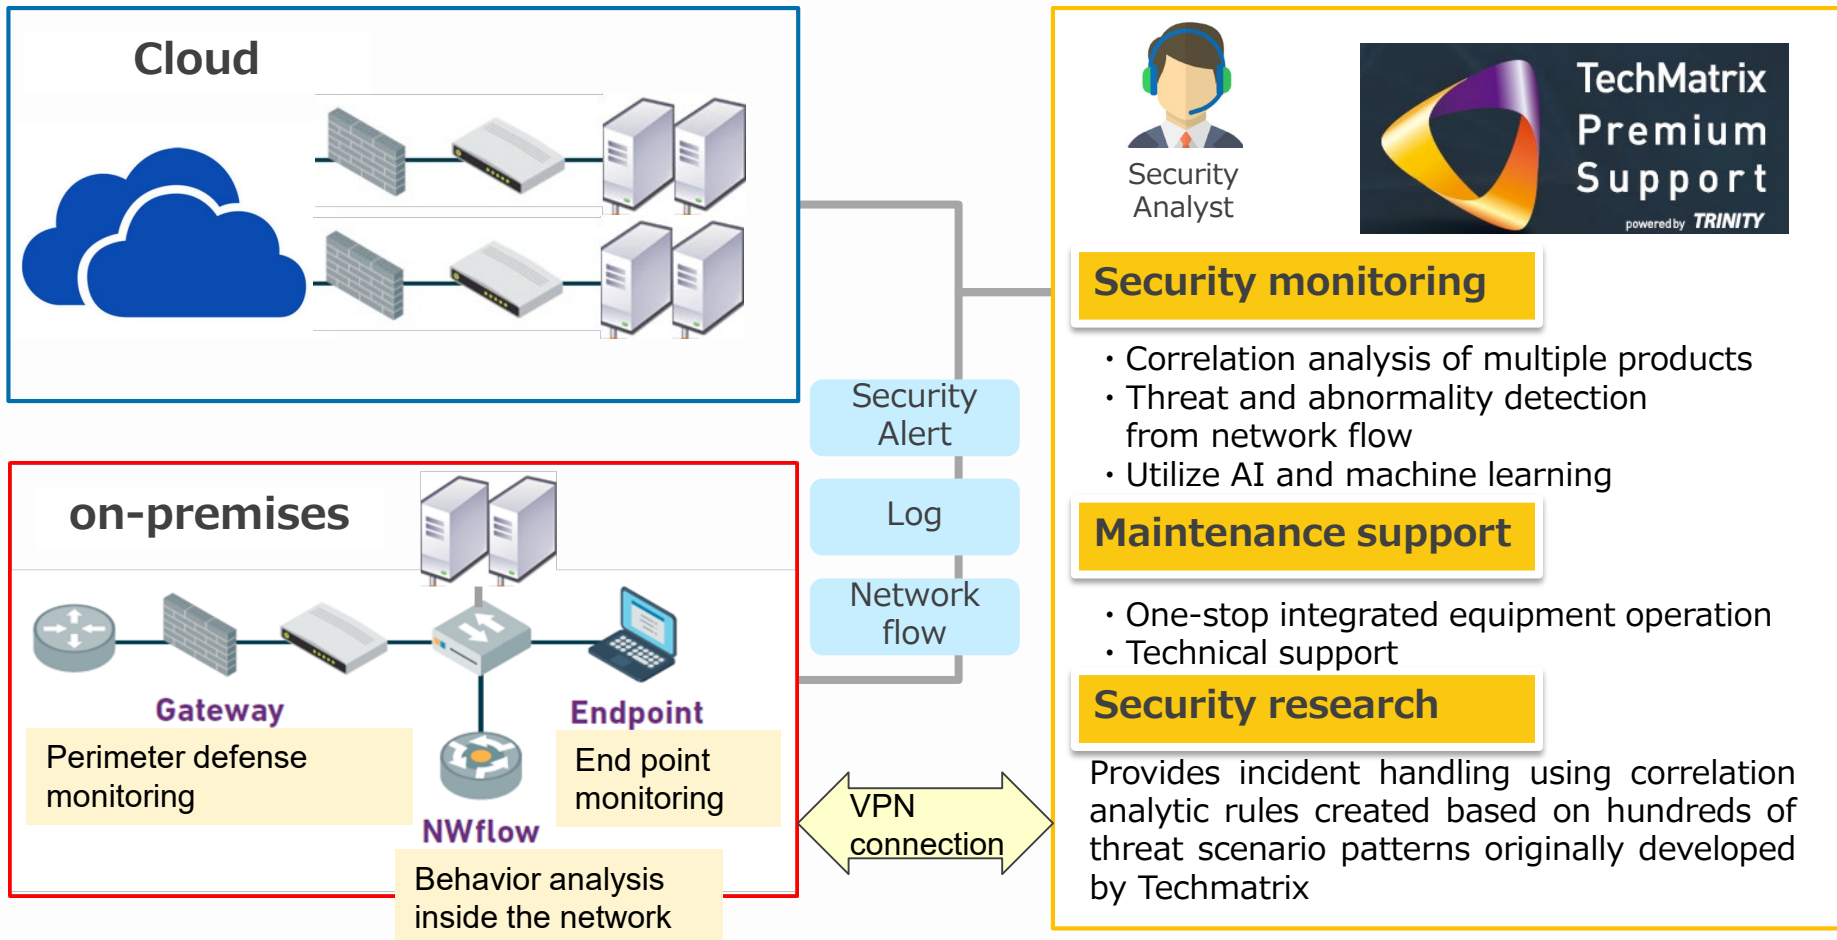 Cloud
Security
Analyst
TechMatrix
Premium
Support
powered by TRINITY
Security monitoring
・Correlation analysis of multiple products
・Threat and abnormality detection
from network flow
・Utilize AI and machine learning
Maintenance support
・One-stop integrated equipment operation
・Technical support
Security research
Provides incident handling using correlation
analytic rules created based on hundreds of
threat scenario patterns originally developed
by Techmatrix
Security
Alert
Log
Network
flow
on-premises
Gateway
Perimeter defense
monitoring
Endpoint
End point
monitoring
NWflow
Behavior analysis
inside the network
VPN
connection